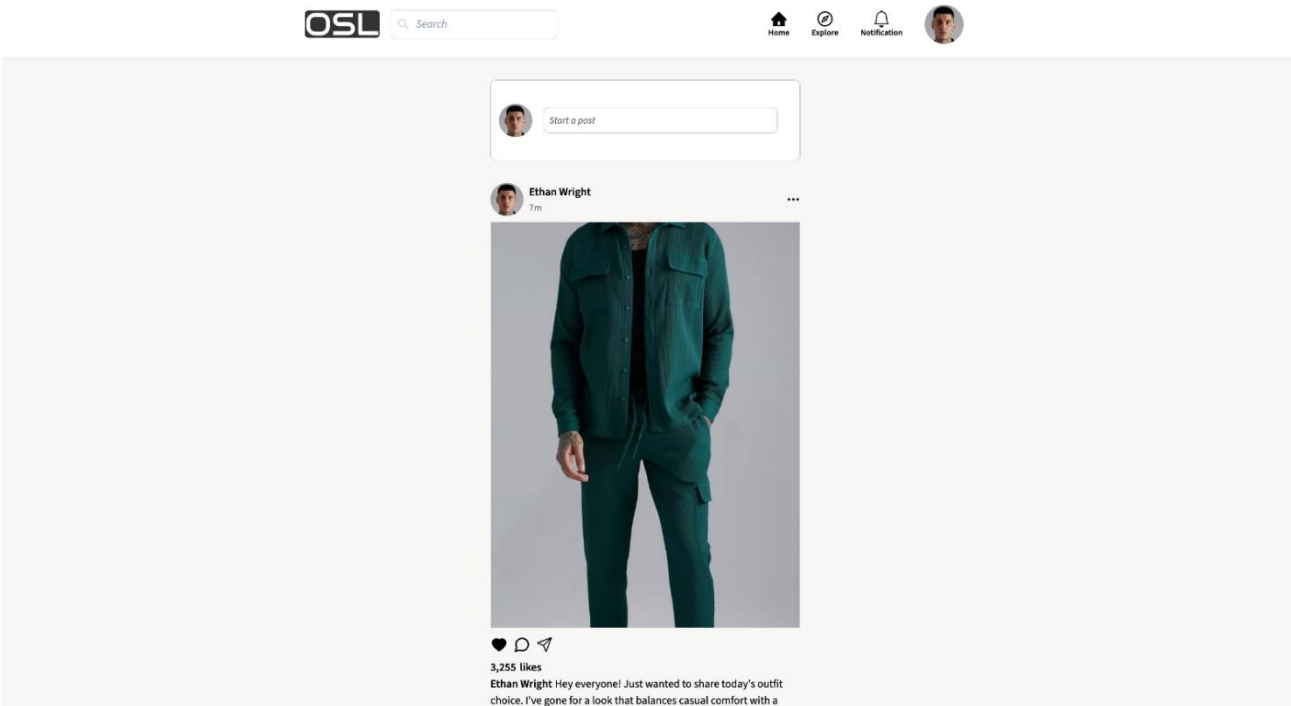 OSL
Search
Home
Explore
Notification
Start a post
Ethan Wright
7m
3,255 likes
Ethan Wright Hey everyone! Just wanted to share today's outfit
choice. I've gone for a look that balances casual comfort with a